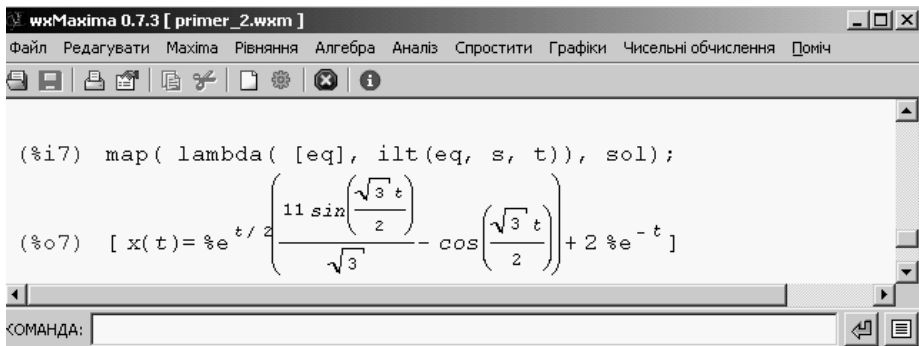 wxMaxima 0.7.3 [ primer_2.wxm ]
Файл Редагувати Maxima Рівняння Алгебра Аналіз Спростити Графіки Чисельні обчислення Поміч
(%i7) map( lambda( [eq], ilt(eq, s, t)), sol);
(%o7) [ x(t)= %e^{t/2} ( 11 sin( √3 t / 2 ) / √3 - cos( √3 t / 2 ) ) + 2 %e^{-t} ]
КОМАНДА: